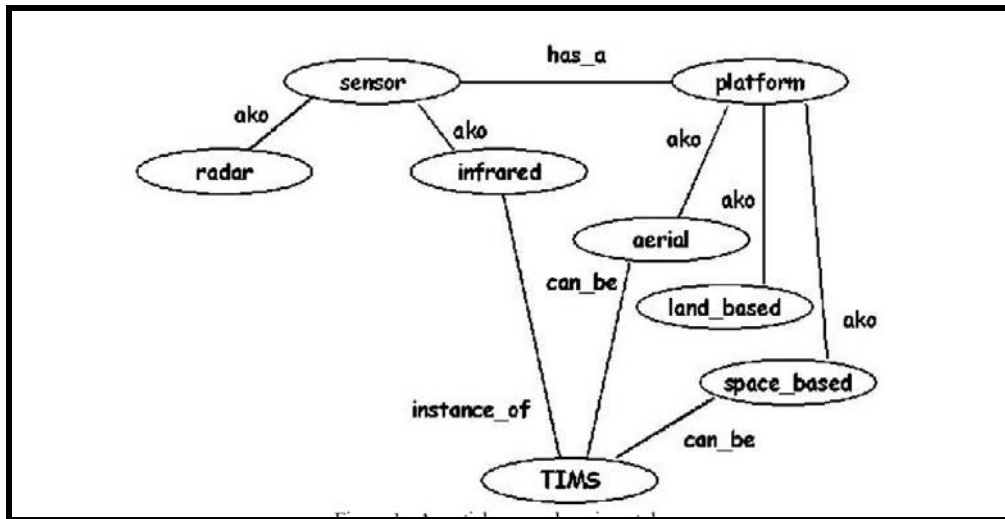 has_a
sensor
platform
ako
ako
ako
radar
infrared
ako
aerial
can_be
land_based
ako
space_based
instance_of
can_be
TIMS